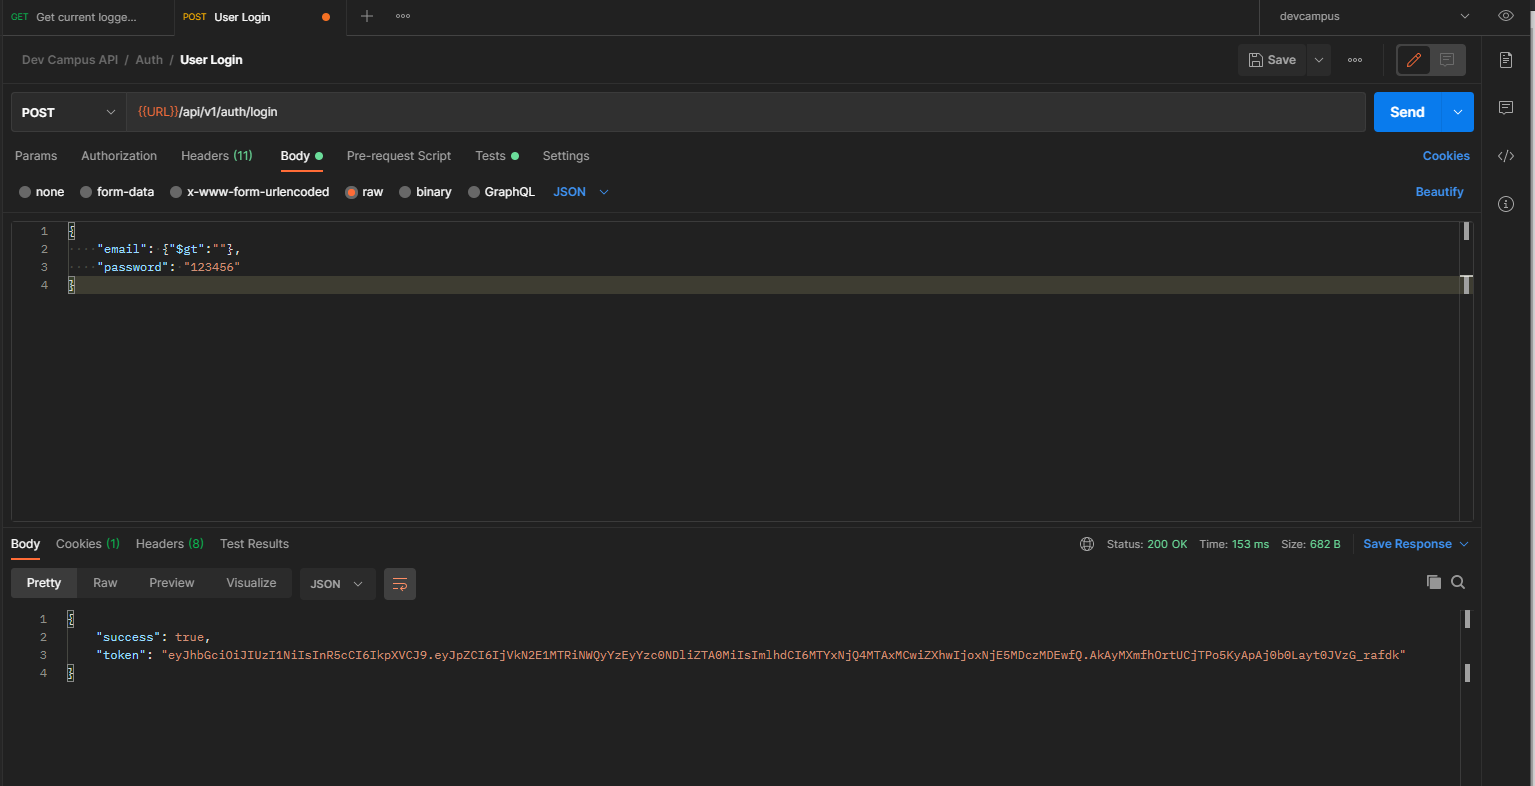 GET Get current logge... POST User Login devcampus
Dev Campus API / Auth / User Login Save
POST {{URL}}/api/v1/auth/login Send
Params Authorization Headers (11) Body Pre-request Script Tests Settings Cookies
none form-data x-www-form-urlencoded raw binary GraphQL JSON Beautify
1 {
2 "email": {"$gt":""},
3 "password": "123456"
4 }
Body Cookies (1) Headers (8) Test Results Status: 200 OK Time: 153 ms Size: 682 B Save Response
Pretty Raw Preview Visualize JSON
1 {
2 "success": true,
3 "token": "eyJhbGciOiJIUzI1NiIsInR5cCI6IkpXVCJ9.eyJpZCI6IjVkN2E1MTRiNWQyYzEyYzc0NDliZTA0MiIsImlhdCI6MTYxNjQ4MTAxMCwiZXhwIjoxNjE5MDczMDEwfQ.AkAyMXmfhOrtUCjTPo5KyApAj0b0Layt0JVzG_rafdk"
4 }